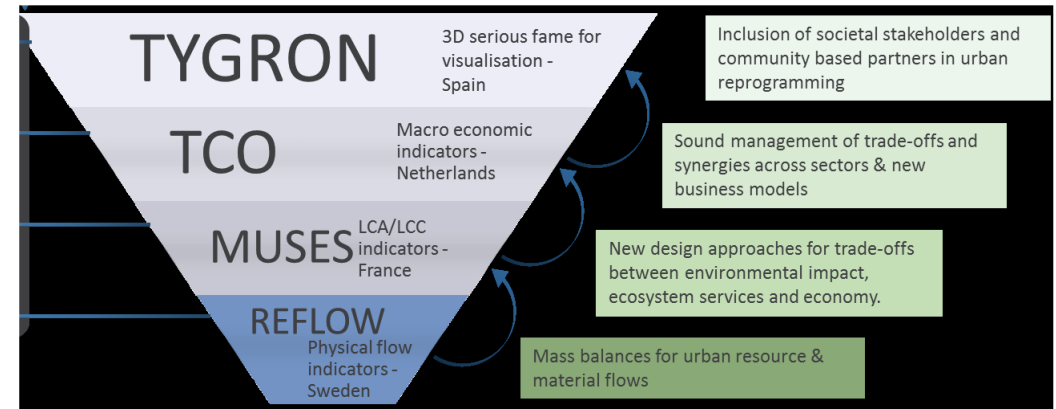 TYGRON
3D serious fame for
visualisation -
Spain
Inclusion of societal stakeholders and
community based partners in urban
reprogramming
TCO
Macro economic
indicators -
Netherlands
Sound management of trade-offs and
synergies across sectors & new
business models
MUSES
LCA/LCC
indicators -
France
New design approaches for trade-offs
between environmental impact,
ecosystem services and economy.
REFLOW
Physical flow
indicators -
Sweden
Mass balances for urban resource &
material flows